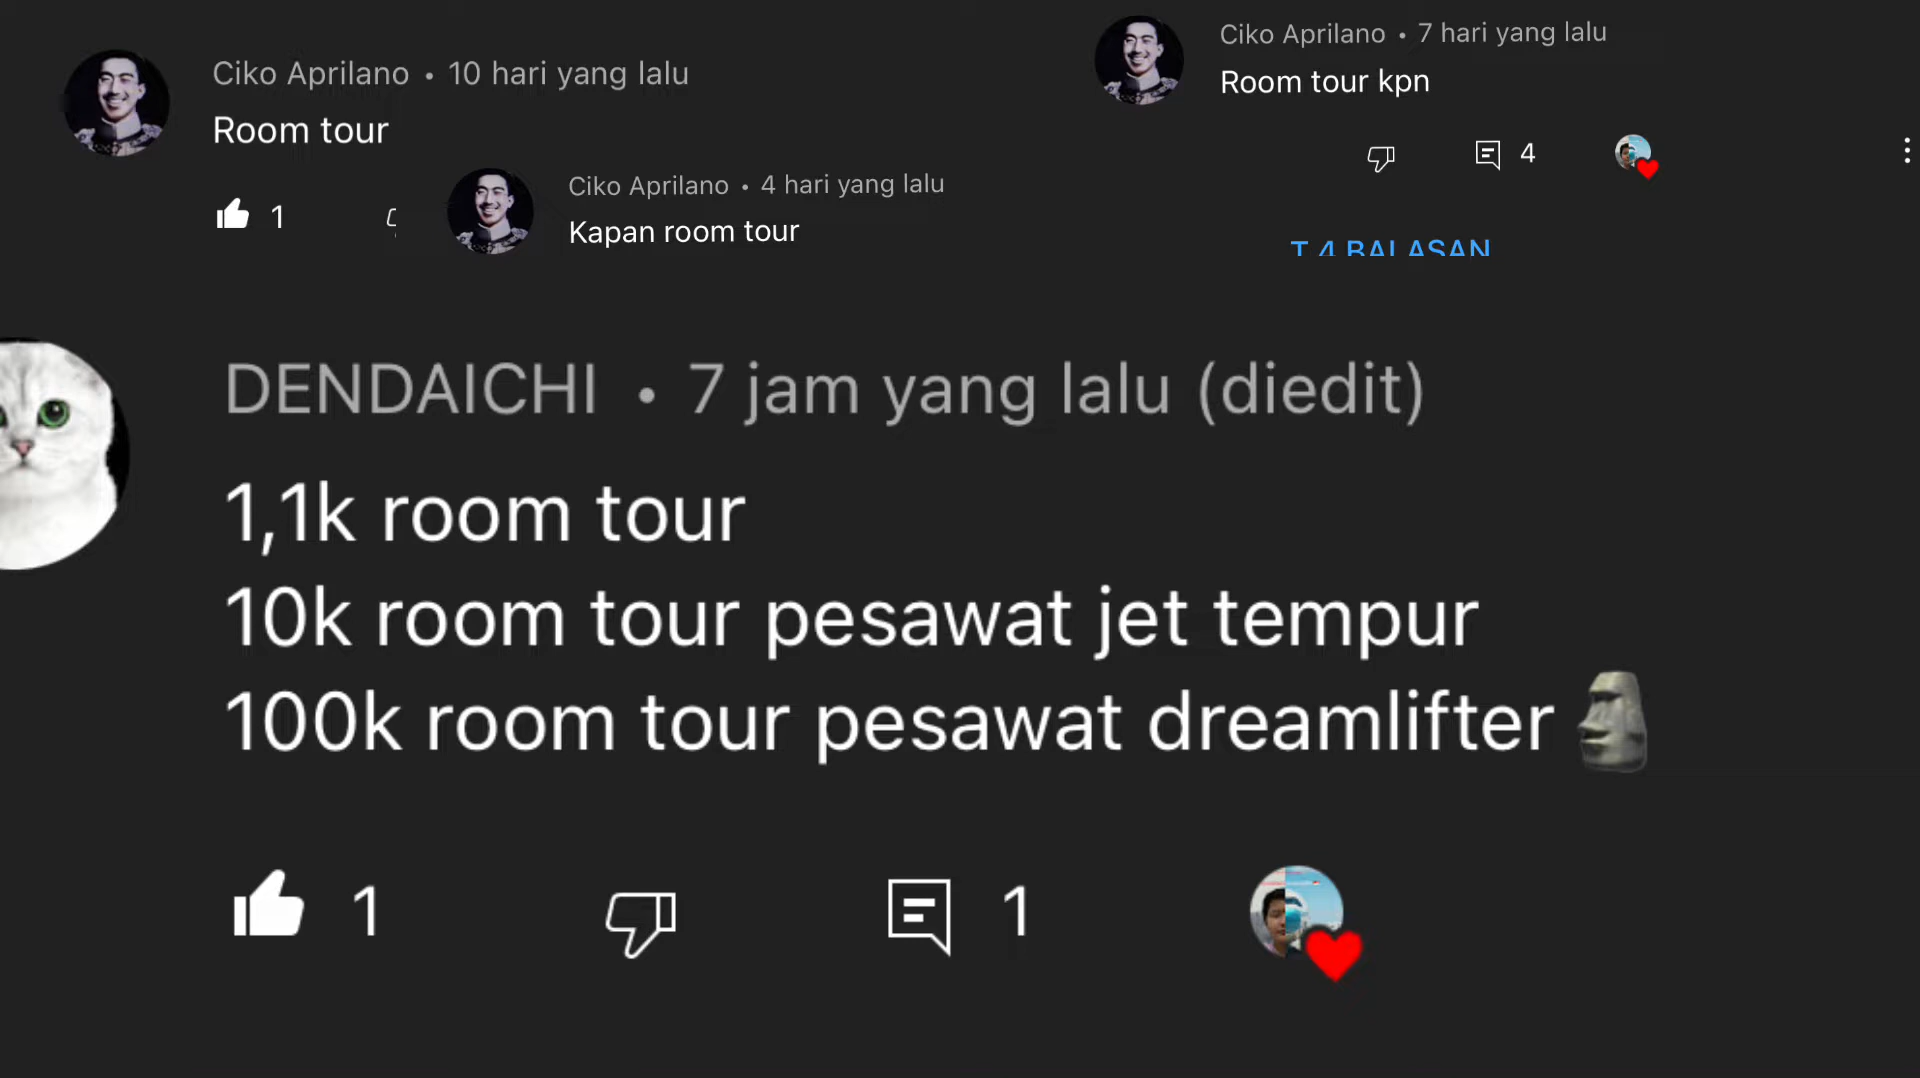 Ciko Aprilano • 10 hari yang lalu
Room tour
1
Ciko Aprilano • 4 hari yang lalu
Kapan room tour
Ciko Aprilano • 7 hari yang lalu
Room tour kpn
4
T 4 BALASAN
DENDAICHI • 7 jam yang lalu (diedit)
1,1k room tour
10k room tour pesawat jet tempur
100k room tour pesawat dreamlifter🗿
1
1